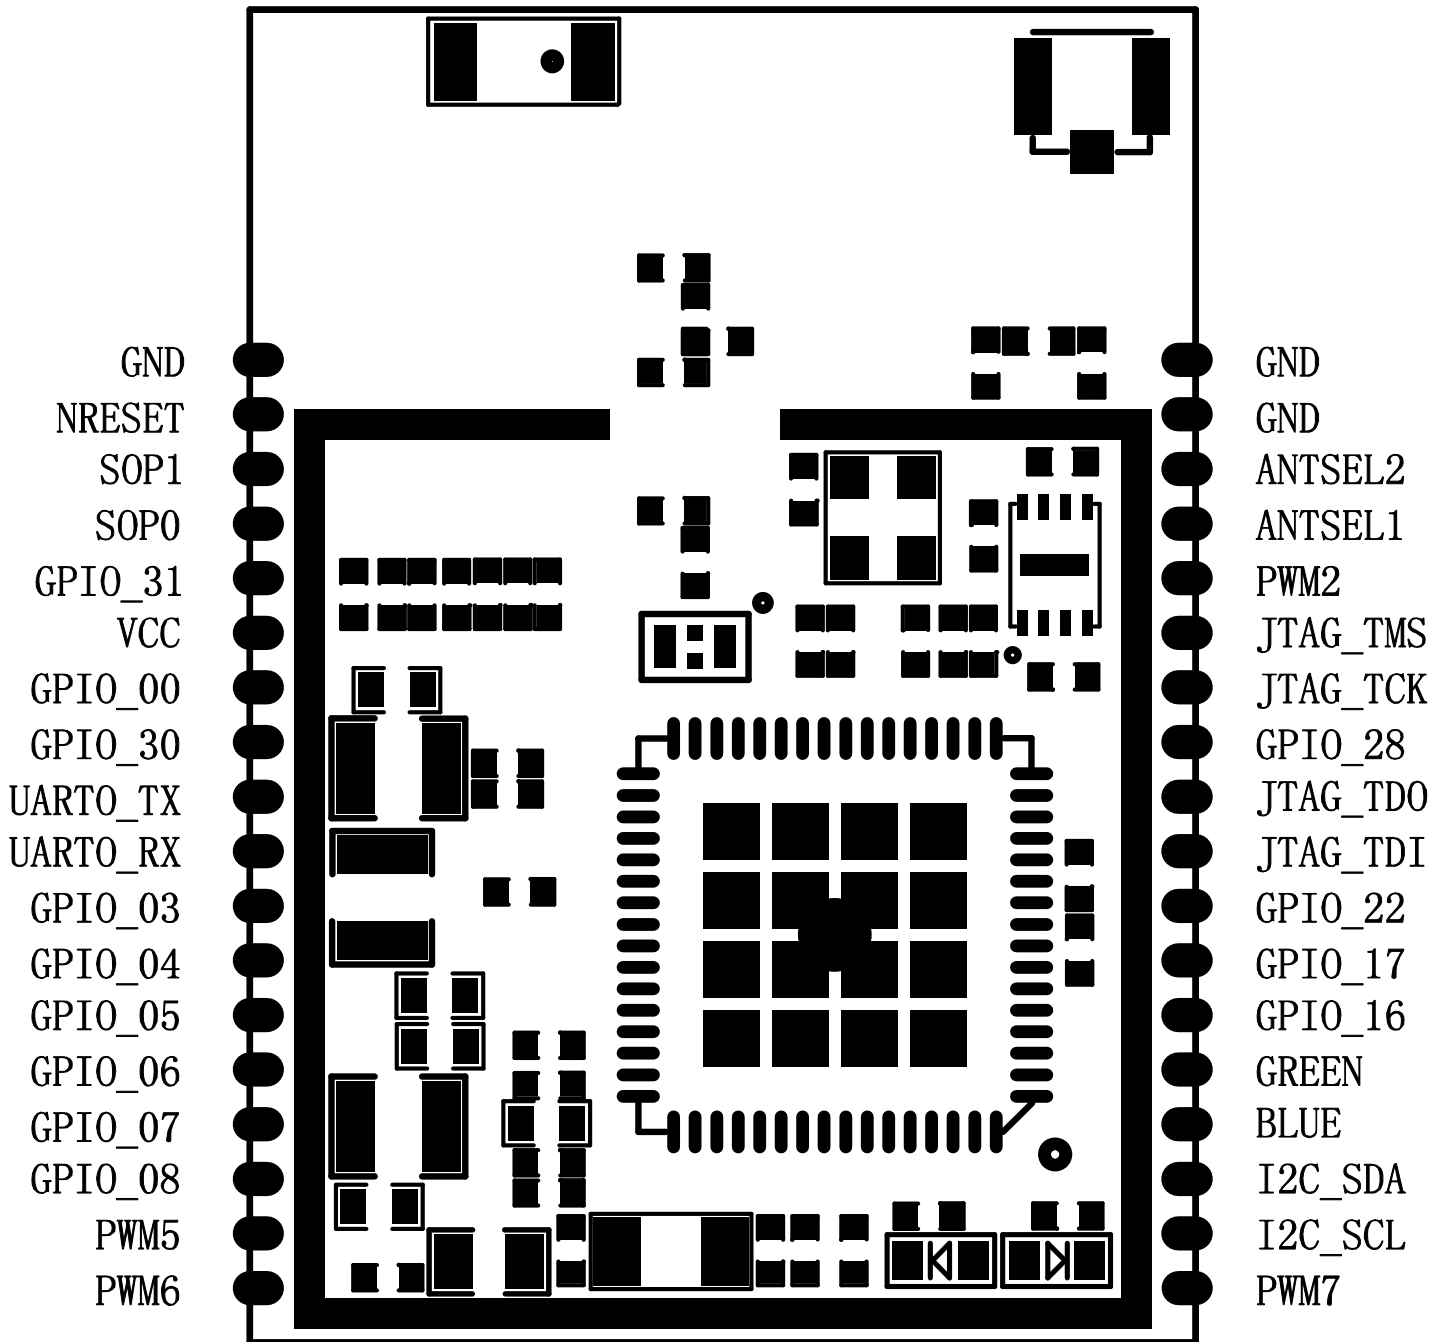 GND GND
NRESET GND
SOP1 ANTSEL2
SOP0 ANTSEL1
GPIO_31 PWM2
VCC JTAG_TMS
GPIO_00 JTAG_TCK
GPIO_30 GPIO_28
UART0_TX JTAG_TDO
UART0_RX JTAG_TDI
GPIO_03 GPIO_22
GPIO_04 GPIO_17
GPIO_05 GPIO_16
GPIO_06 GREEN
GPIO_07 BLUE
GPIO_08 I2C_SDA
PWM5 I2C_SCL
PWM6 PWM7